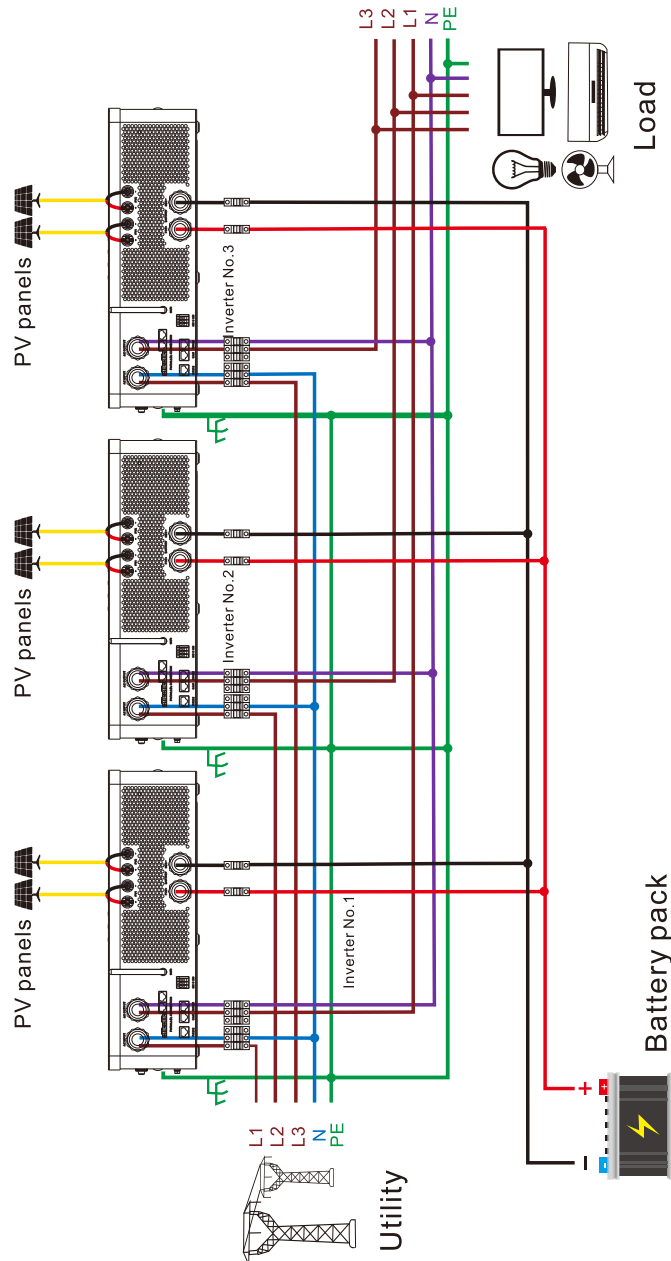 PV panels
PV panels
PV panels
Inverter No.1
Inverter No.2
Inverter No.3
L3
L2
L1
N
PE
Load
L1
L2
L3
N
PE
Utility
- +
Battery pack